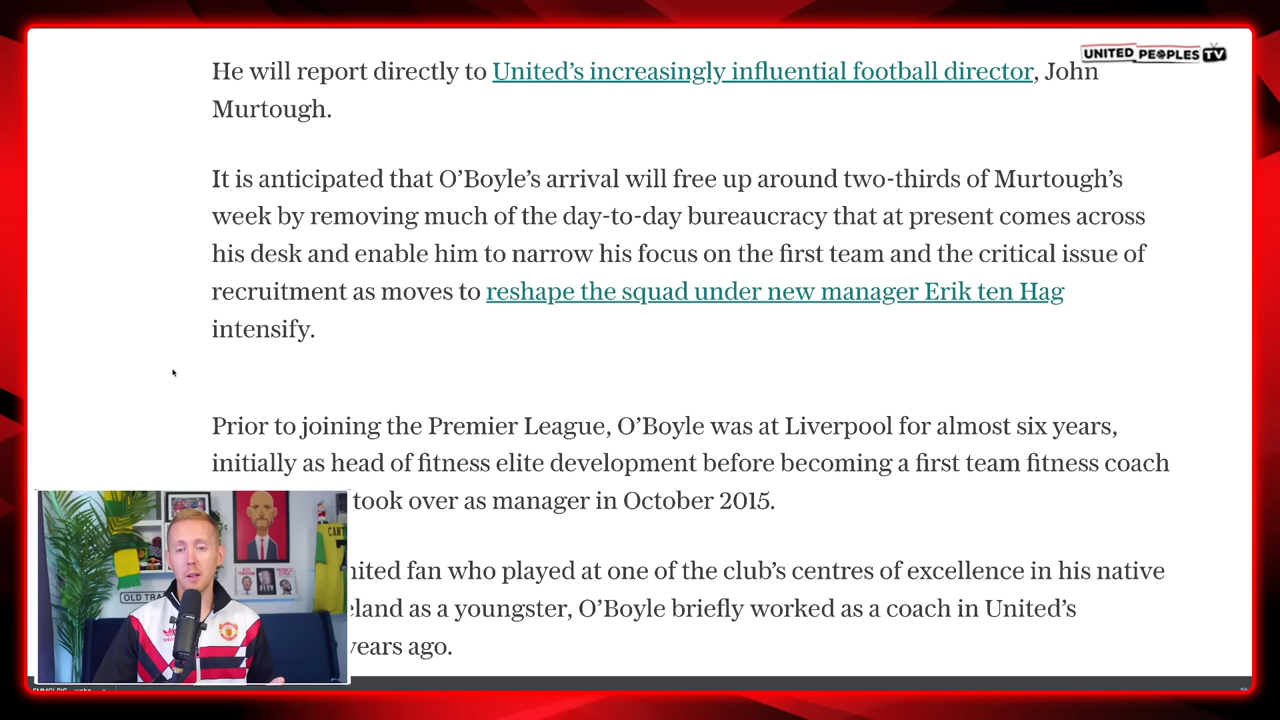 UNITED PEOPLES TV
He will report directly to United's increasingly influential football director, John
Murtough.
It is anticipated that O'Boyle's arrival will free up around two-thirds of Murtough's
week by removing much of the day-to-day bureaucracy that at present comes across
his desk and enable him to narrow his focus on the first team and the critical issue of
recruitment as moves to reshape the squad under new manager Erik ten Hag
intensify.
Prior to joining the Premier League, O'Boyle was at Liverpool for almost six years,
initially as head of fitness elite development before becoming a first team fitness coach
took over as manager in October 2015.
nited fan who played at one of the club's centres of excellence in his native
eland as a youngster, O'Boyle briefly worked as a coach in United's
years ago.
CANT
OLD TRA